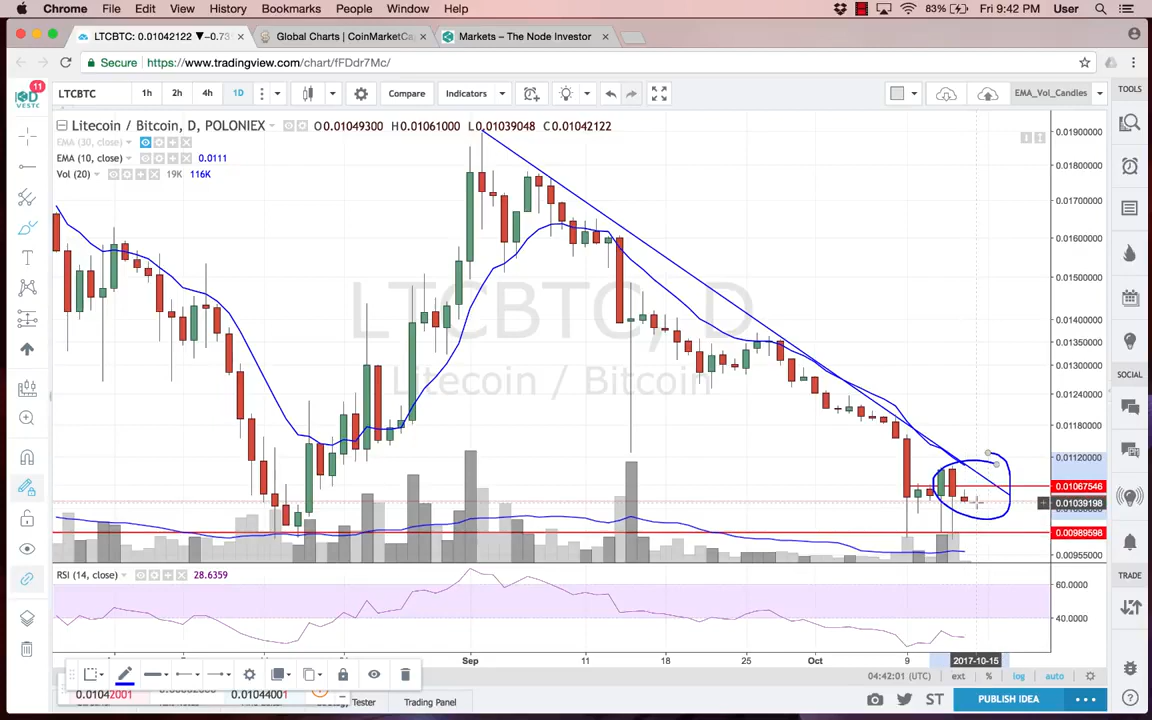 Chrome File Edit View History Bookmarks People Window Help 83% Fri 9:42 PM User
LTCBTC: 0.01042122 ▼−0.73 Global Charts | CoinMarketCa Markets – The Node Investor
Secure https://www.tradingview.com/chart/fFDdr7Mc/
11
VESTC
LTCBTC 1h 2h 4h 1D Compare Indicators EMA_Vol_Candles TOOLS
Litecoin / Bitcoin, D, POLONIEX O0.01049300 H0.01061000 L0.01039048 C0.01042122
EMA (30, close)
EMA (10, close) 0.0111
Vol (20) 19K 116K
0.01900000
0.01800000
0.01700000
0.01600000
0.01500000
0.01400000
0.01350000
0.01300000
0.01240000
0.01180000
0.01120000
0.01067546
0.01039198
0.00989598
0.00955000
LTCBTC, D
Litecoin / Bitcoin
SOCIAL
TRADE
RSI (14, close) 28.6359
60.0000
40.0000
Sep 11 18 25 Oct 9 2017-10-15
04:42:01 (UTC) ext % log auto
0.01042001 0.0104400 Tester Trading Panel ST PUBLISH IDEA